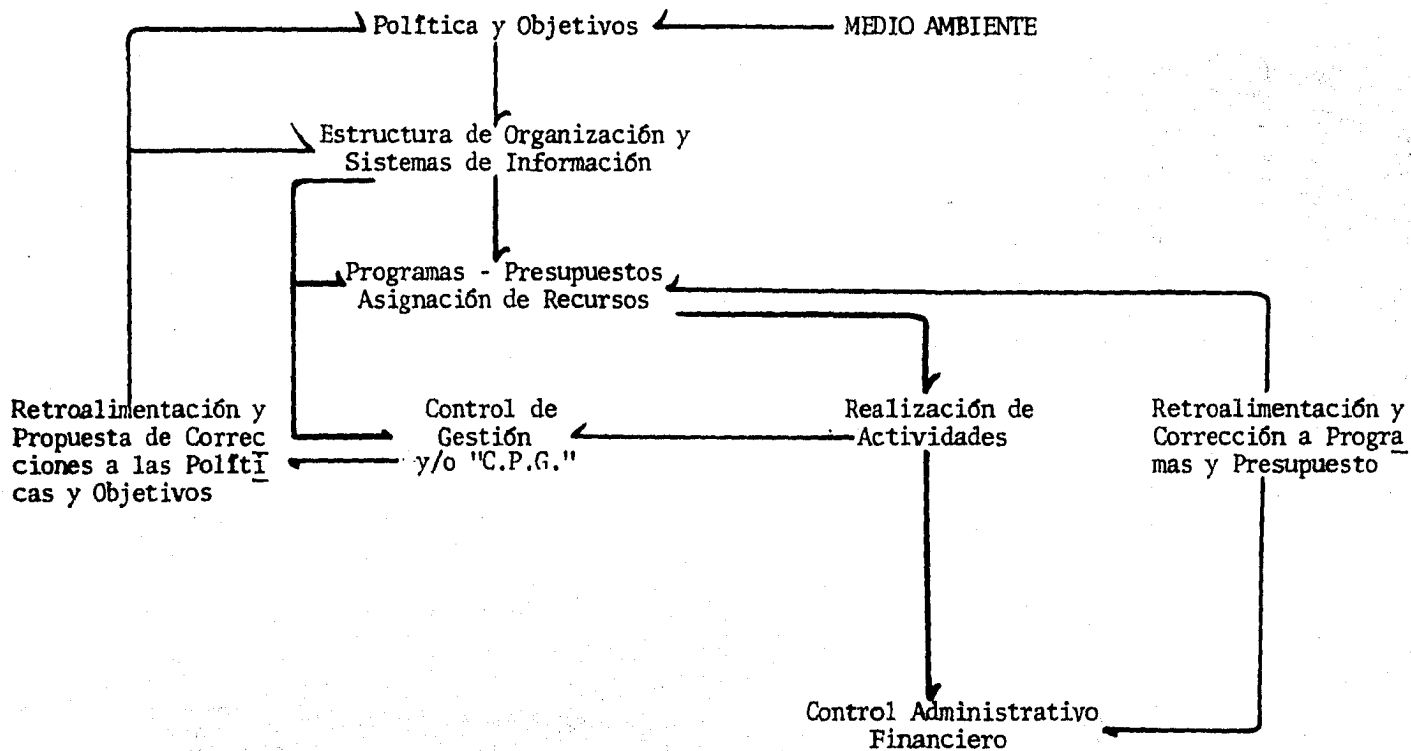 Política y Objetivos
MEDIO AMBIENTE
Estructura de Organización y
Sistemas de Información
Programas - Presupuestos
Asignación de Recursos
Retroalimentación y
Propuesta de Correc
ciones a las Políti
cas y Objetivos
Control de
Gestión
y/o "C.P.G."
Realización de
Actividades
Retroalimentación y
Corrección a Progra
mas y Presupuesto
Control Administrativo
Financiero